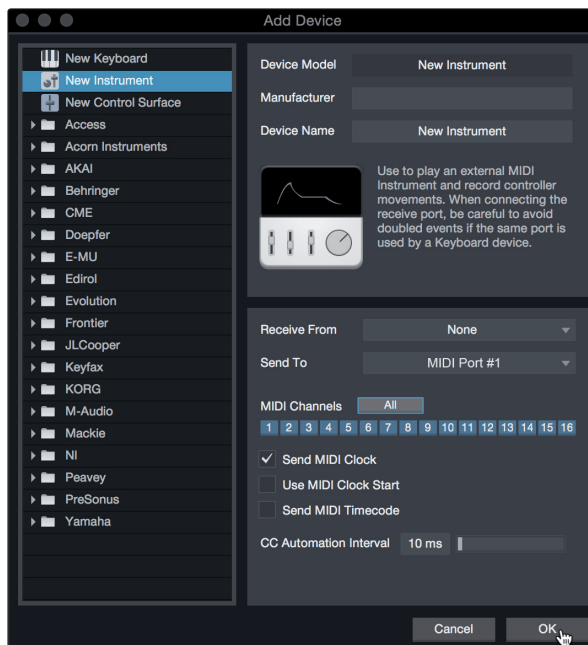 Add Device
New Keyboard
New Instrument
New Control Surface
Access
Acorn Instruments
AKAI
Behringer
CME
Doepfer
E-MU
Edirol
Evolution
Frontier
JLCooper
Keyfax
KORG
M-Audio
Mackie
NI
Peavey
PreSonus
Yamaha
Device Model New Instrument
Manufacturer
Device Name New Instrument
Use to play an external MIDI
Instrument and record controller
movements. When connecting the
receive port, be careful to avoid
doubled events if the same port is
used by a Keyboard device.
Receive From None
Send To MIDI Port #1
MIDI Channels All
1 2 3 4 5 6 7 8 9 10 11 12 13 14 15 16
Send MIDI Clock
Use MIDI Clock Start
Send MIDI Timecode
CC Automation Interval 10 ms
Cancel OK